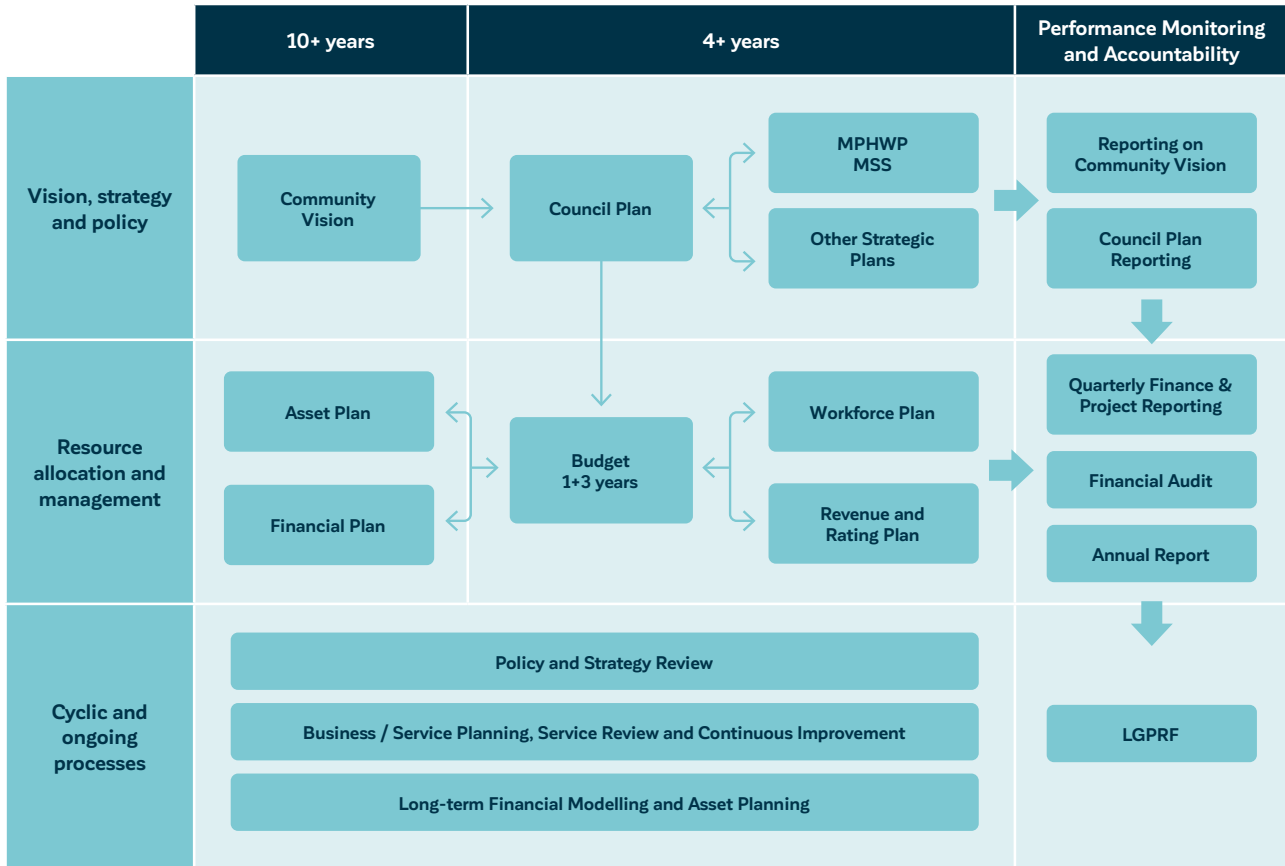 10+ years
4+ years
Performance Monitoring
and Accountability
Vision, strategy
and policy
Community
Vision
Council Plan
MPHWP
MSS
Other Strategic
Plans
Reporting on
Community Vision
Council Plan
Reporting
Resource
allocation and
management
Asset Plan
Financial Plan
Budget
1+3 years
Workforce Plan
Revenue and
Rating Plan
Quarterly Finance &
Project Reporting
Financial Audit
Annual Report
Cyclic and
ongoing
processes
Policy and Strategy Review
Business / Service Planning, Service Review and Continuous Improvement
Long-term Financial Modelling and Asset Planning
LGPRF